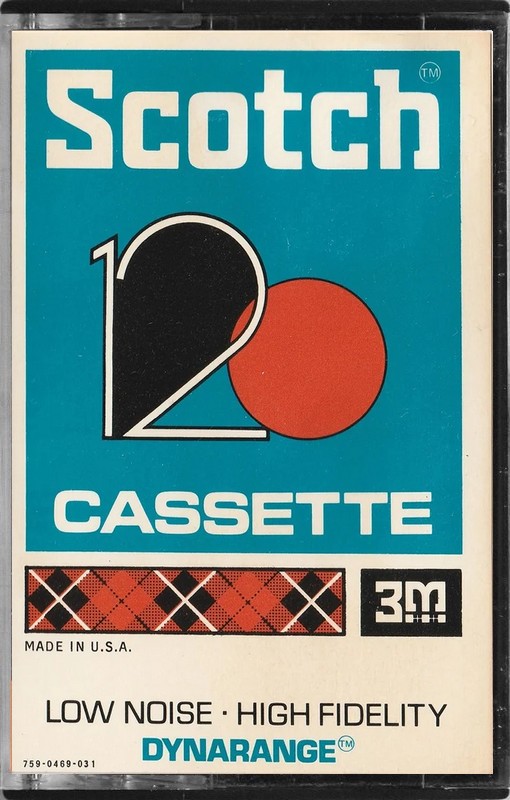 Scotch™
120
CASSETTE
3M
MADE IN U.S.A.
LOW NOISE · HIGH FIDELITY
DYNARANGE™
759-0469-031